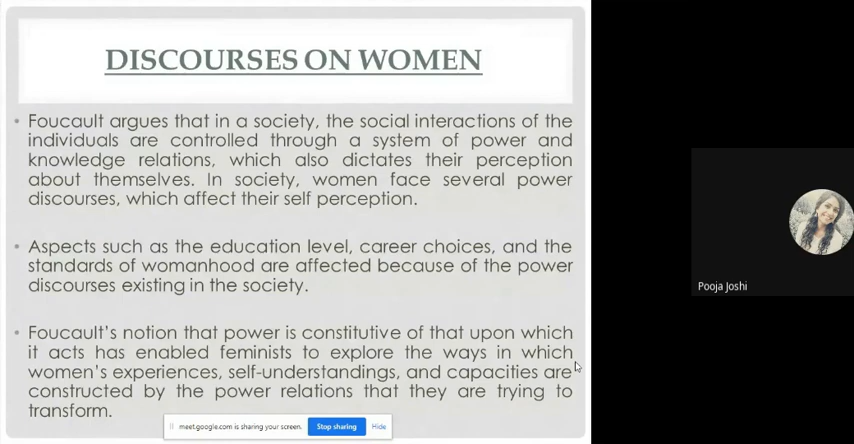 DISCOURSES ON WOMEN
• Foucault argues that in a society, the social interactions of the
individuals are controlled through a system of power and
knowledge relations, which also dictates their perception
about themselves. In society, women face several power
discourses, which affect their self perception.
• Aspects such as the education level, career choices, and the
standards of womanhood are affected because of the power
discourses existing in the society.
• Foucault's notion that power is constitutive of that upon which
it acts has enabled feminists to explore the ways in which
women's experiences, self-understandings, and capacities are
constructed by the power relations that they are trying to
transform.
meet.google.com is sharing your screen. Stop sharing Hide
Pooja Joshi